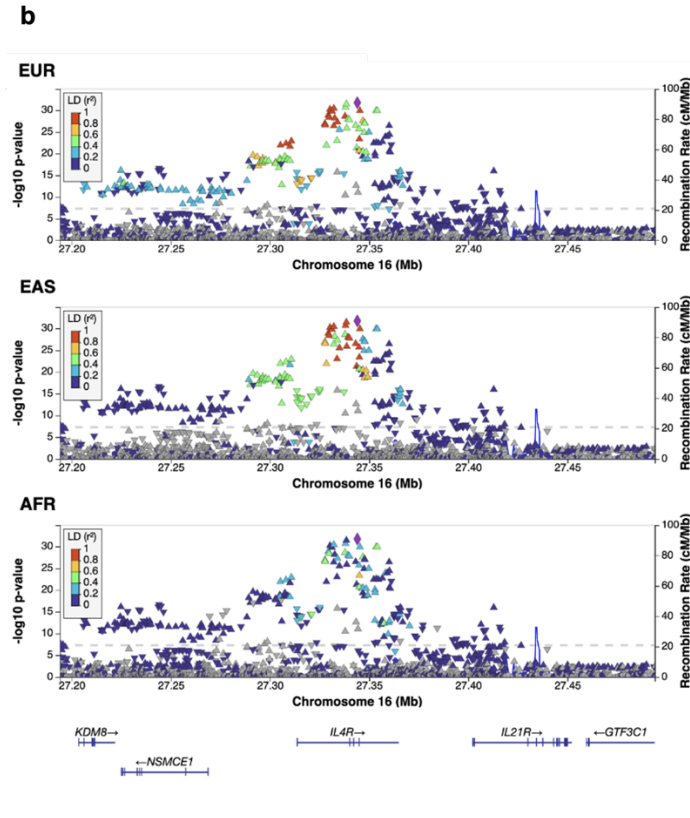 b
EUR
LD (r²)
1
0.8
0.6
0.4
0.2
0
-log10 p-value
30
25
20
15
10
5
0
100
80
60
40
20
0
Recombination Rate (cM/Mb)
27.20 27.25 27.30 27.35 27.40 27.45
Chromosome 16 (Mb)
EAS
LD (r²)
1
0.8
0.6
0.4
0.2
0
-log10 p-value
30
25
20
15
10
5
0
100
80
60
40
20
0
Recombination Rate (cM/Mb)
27.20 27.25 27.30 27.35 27.40 27.45
Chromosome 16 (Mb)
AFR
LD (r²)
1
0.8
0.6
0.4
0.2
0
-log10 p-value
30
25
20
15
10
5
0
100
80
60
40
20
0
Recombination Rate (cM/Mb)
27.20 27.25 27.30 27.35 27.40 27.45
Chromosome 16 (Mb)
KDM8→ IL4R→ IL21R→ ←GTF3C1
←NSMCE1